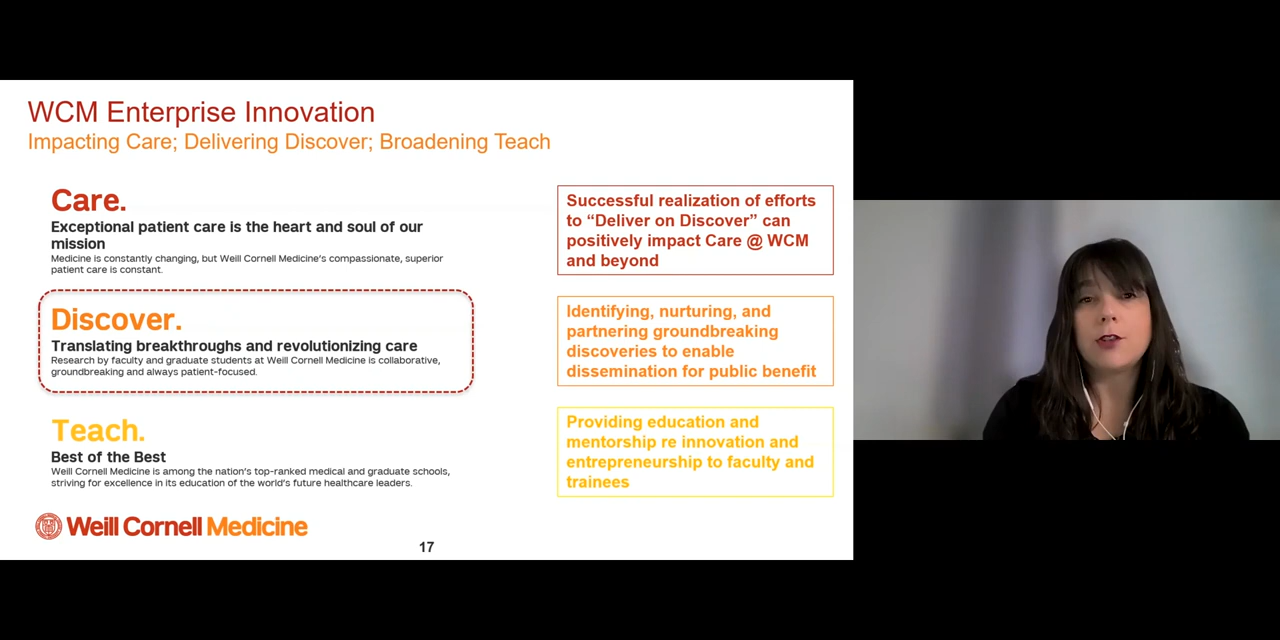 WCM Enterprise Innovation
Impacting Care; Delivering Discover; Broadening Teach
Care.
Exceptional patient care is the heart and soul of our
mission
Medicine is constantly changing, but Weill Cornell Medicine's compassionate, superior
patient care is constant.
Successful realization of efforts
to “Deliver on Discover” can
positively impact Care @ WCM
and beyond
Discover.
Translating breakthroughs and revolutionizing care
Research by faculty and graduate students at Weill Cornell Medicine is collaborative,
groundbreaking and always patient-focused.
Identifying, nurturing, and
partnering groundbreaking
discoveries to enable
dissemination for public benefit
Teach.
Best of the Best
Weill Cornell Medicine is among the nation's top-ranked medical and graduate schools,
striving for excellence in its education of the world's future healthcare leaders.
Providing education and
mentorship re innovation and
entrepreneurship to faculty and
trainees
Weill Cornell Medicine
17